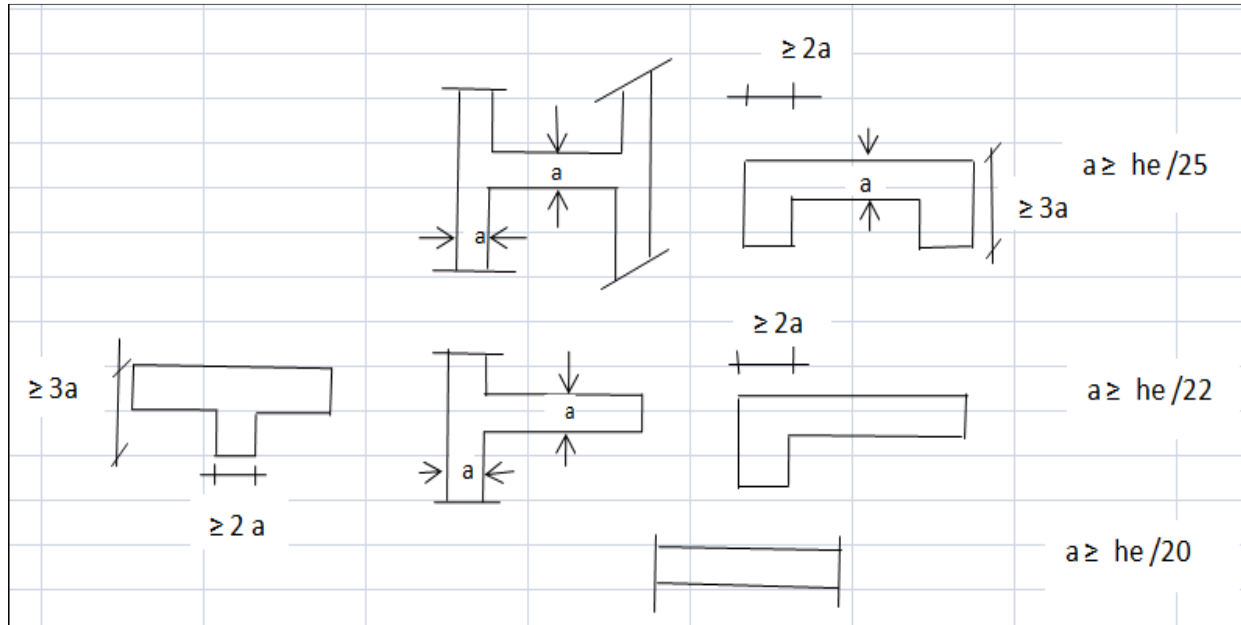 ≥ 2a
a
a
a
a ≥ he /25
≥ 3a
≥ 2a
≥ 3a
a
a
a ≥ he /22
≥ 2 a
a ≥ he /20